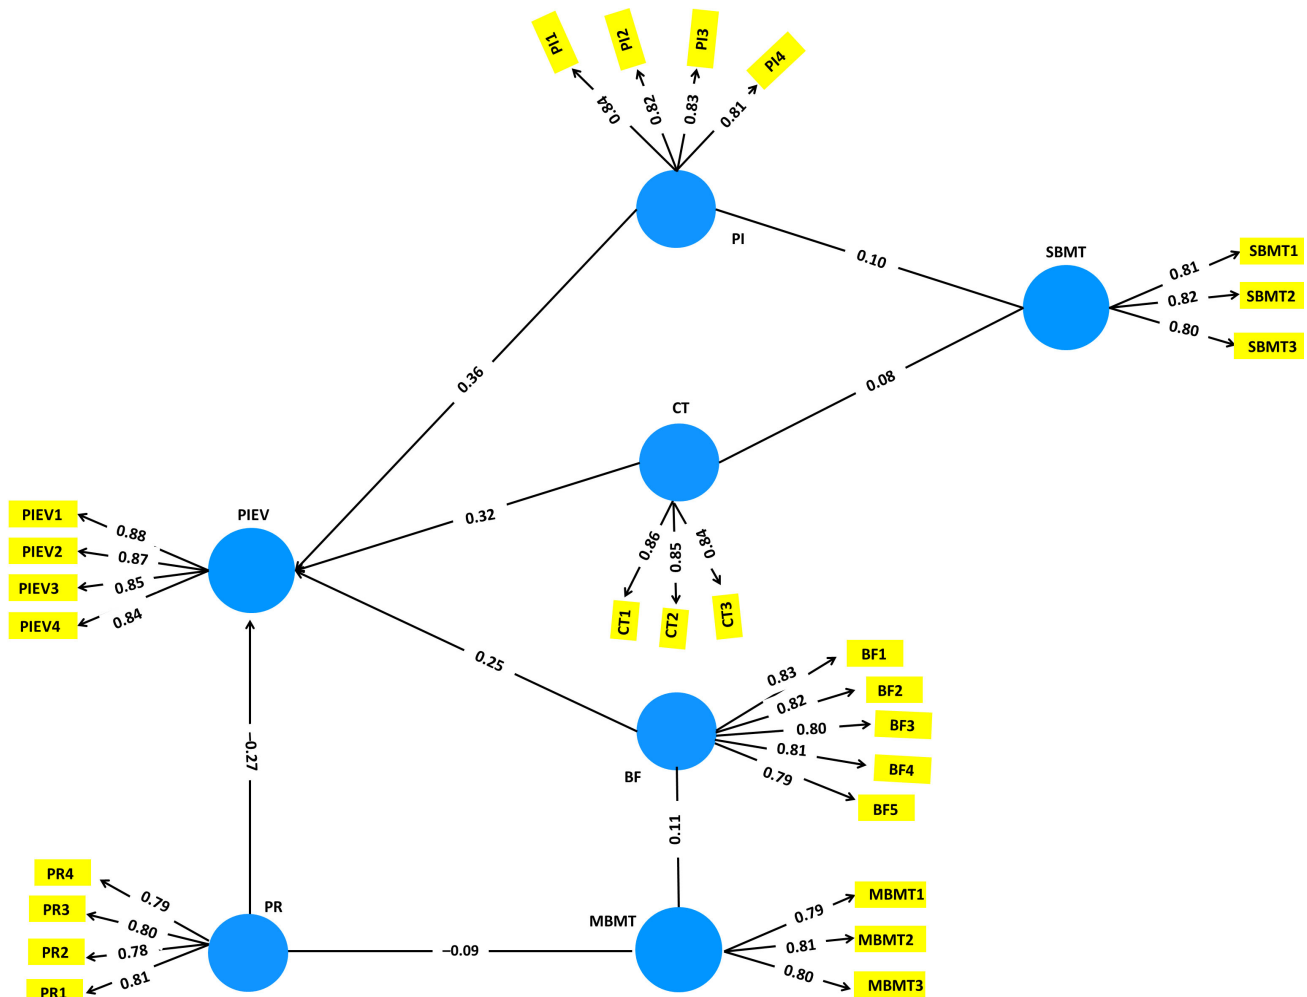 PI1
PI2
PI3
PI4
0.84
0.82
0.83
0.81
PI
0.10
SBMT
0.81
SBMT1
0.82
SBMT2
0.80
SBMT3
0.36
0.08
CT
0.32
0.86
0.85
0.84
CT1
CT2
CT3
PIEV
PIEV1
0.88
PIEV2
0.87
PIEV3
0.85
PIEV4
0.84
0.25
BF
0.83
BF1
0.82
BF2
0.80
BF3
0.81
BF4
0.79
BF5
−0.27
0.11
PR4
0.79
PR3
0.80
PR2
0.78
PR1
0.81
PR
−0.09
MBMT
0.79
MBMT1
0.81
MBMT2
0.80
MBMT3